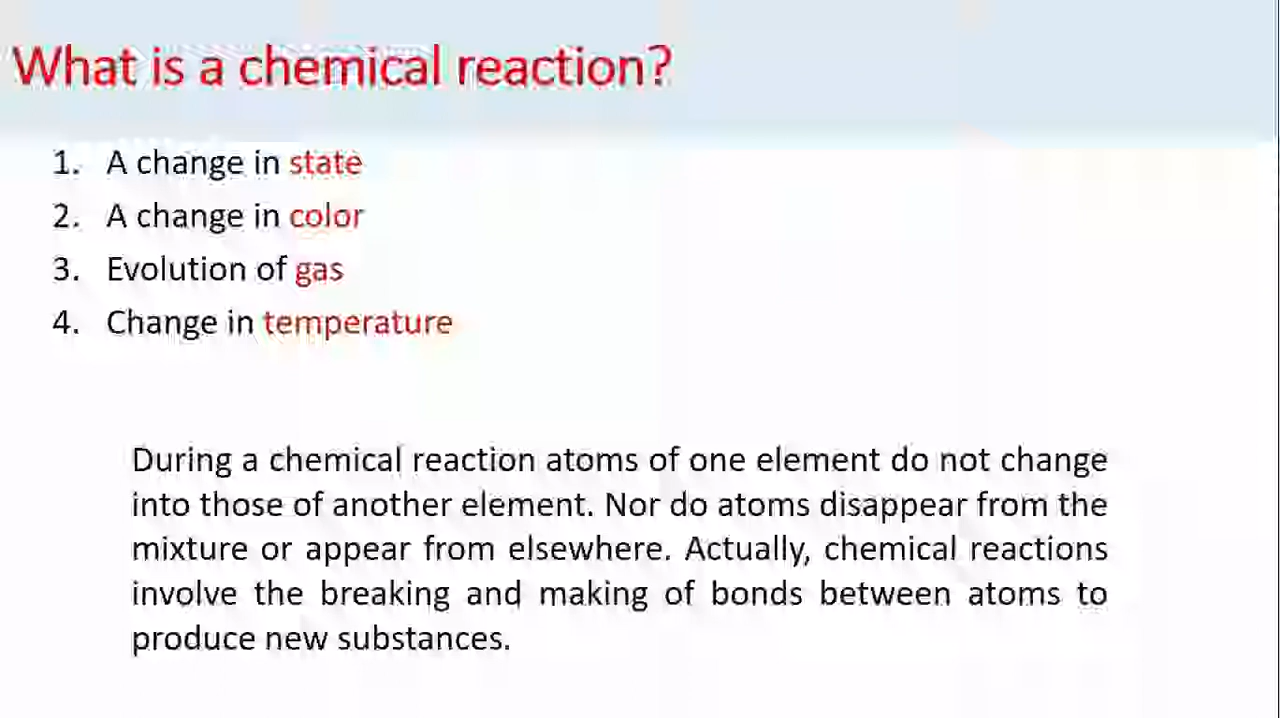 What is a chemical reaction?
1. A change in state
2. A change in color
3. Evolution of gas
4. Change in temperature
During a chemical reaction atoms of one element do not change
into those of another element. Nor do atoms disappear from the
mixture or appear from elsewhere. Actually, chemical reactions
involve the breaking and making of bonds between atoms to
produce new substances.